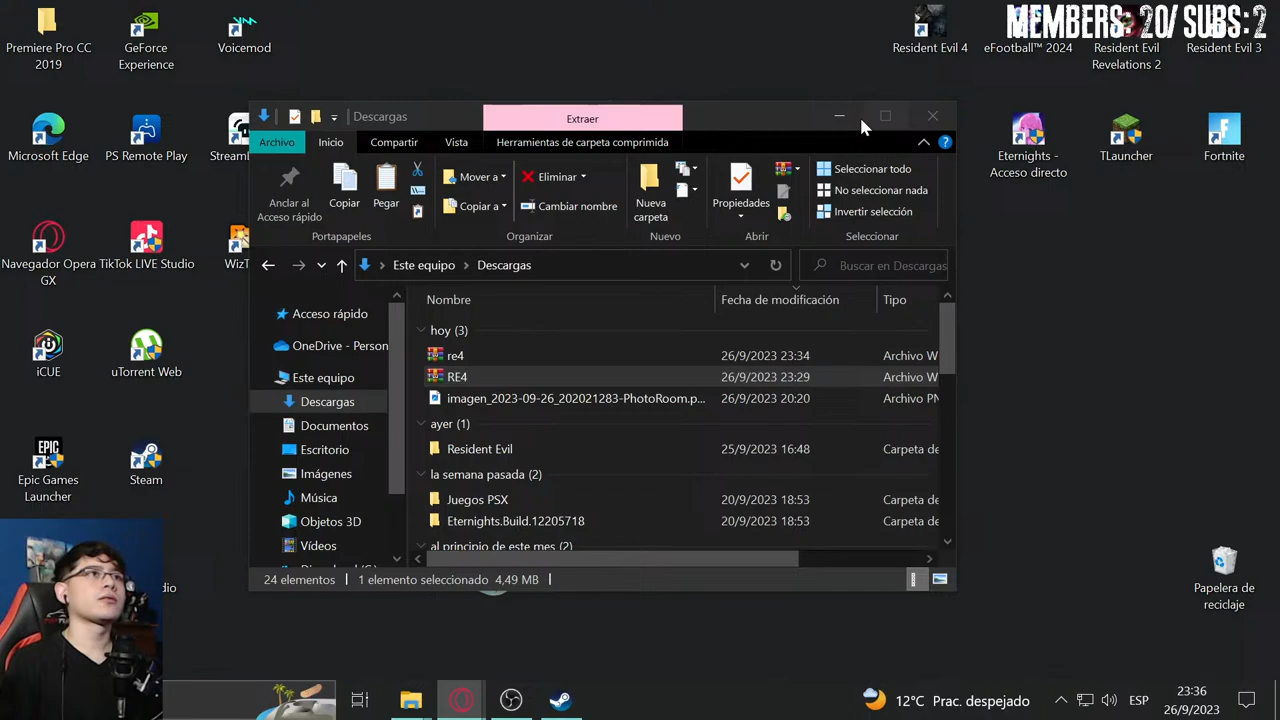 MEMBERS: 20/ SUBS:2
Premiere Pro CC
2019
GeForce
Experience
Voicemod
Resident Evil 4
eFootball™ 2024
Resident Evil
Revelations 2
Resident Evil 3
Microsoft Edge
PS Remote Play
Streaml
Eternights -
Acceso directo
TLauncher
Fortnite
Navegador Opera
GX
TikTok LIVE Studio
WizT
iCUE
uTorrent Web
Epic Games
Launcher
Steam
Papelera de
reciclaje
Descargas
Extraer
Archivo
Inicio
Compartir
Vista
Herramientas de carpeta comprimida
Anclar al
Acceso rápido
Copiar
Pegar
Portapapeles
Mover a
Copiar a
Eliminar
Cambiar nombre
Organizar
Nueva
carpeta
Nuevo
Propiedades
Abrir
Seleccionar todo
No seleccionar nada
Invertir selección
Seleccionar
Este equipo
Descargas
Buscar en Descargas
Acceso rápido
OneDrive - Person
Este equipo
Descargas
Documentos
Escritorio
Imágenes
Música
Objetos 3D
Vídeos
Nombre
Fecha de modificación
Tipo
hoy (3)
re4 26/9/2023 23:34 Archivo W
RE4 26/9/2023 23:29 Archivo W
imagen_2023-09-26_202021283-PhotoRoom.p... 26/9/2023 20:20 Archivo PN
ayer (1)
Resident Evil 25/9/2023 16:48 Carpeta de
la semana pasada (2)
Juegos PSX 20/9/2023 18:53 Carpeta de
Eternights.Build.12205718 20/9/2023 18:53 Carpeta de
al principio de este mes (2)
24 elementos
1 elemento seleccionado 4,49 MB
12°C Prac. despejado
ESP
23:36
26/9/2023